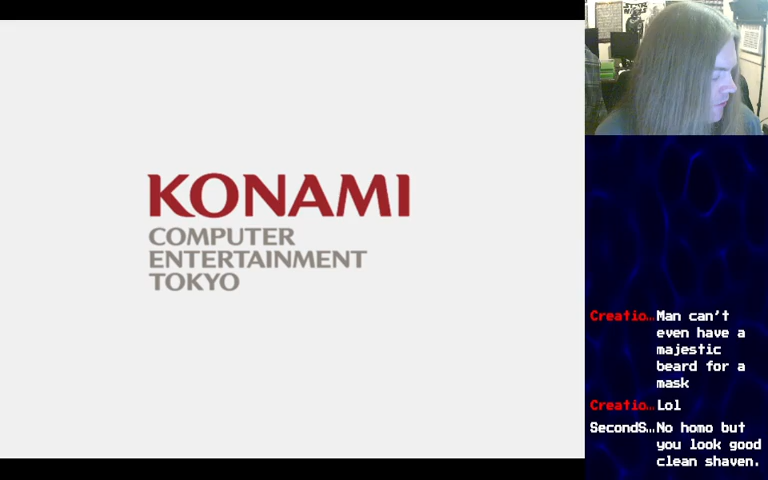 KONAMI
COMPUTER
ENTERTAINMENT
TOKYO
Creatio… Man can't
even have a
majestic
beard for a
mask
Creatio… Lol
SecondS… No homo but
you look good
clean shaven.